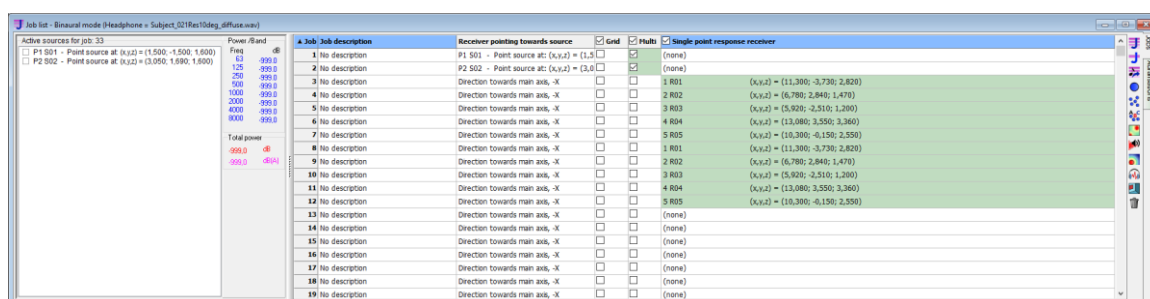 Job list - Binaural mode (Headphone = Subject_021Res10deg_diffuse.wav)
Active sources for job: 33
P1 S01 - Point source at: (x,y,z) = (1,500; -1,500; 1,600)
P2 S02 - Point source at: (x,y,z) = (3,050; 1,690; 1,600)
Power /Band
Freq dB
63 -999.0
125 -999.0
250 -999.0
500 -999.0
1000 -999.0
2000 -999.0
4000 -999.0
8000 -999.0
Total power
-999,0 dB
-999,0 dB(A)
Job Job description Receiver pointing towards source Grid Multi Single point response receiver
1 No description P1 S01 - Point source at: (x,y,z) = (1,5 (none)
2 No description P2 S02 - Point source at: (x,y,z) = (3,0 (none)
3 No description Direction towards main axis, -X 1 R01 (x,y,z) = (11,300; -3,730; 2,820)
4 No description Direction towards main axis, -X 2 R02 (x,y,z) = (6,780; 2,840; 1,470)
5 No description Direction towards main axis, -X 3 R03 (x,y,z) = (5,920; -2,510; 1,200)
6 No description Direction towards main axis, -X 4 R04 (x,y,z) = (13,080; 3,550; 3,360)
7 No description Direction towards main axis, -X 5 R05 (x,y,z) = (10,300; -0,150; 2,550)
8 No description Direction towards main axis, -X 1 R01 (x,y,z) = (11,300; -3,730; 2,820)
9 No description Direction towards main axis, -X 2 R02 (x,y,z) = (6,780; 2,840; 1,470)
10 No description Direction towards main axis, -X 3 R03 (x,y,z) = (5,920; -2,510; 1,200)
11 No description Direction towards main axis, -X 4 R04 (x,y,z) = (13,080; 3,550; 3,360)
12 No description Direction towards main axis, -X 5 R05 (x,y,z) = (10,300; -0,150; 2,550)
13 No description Direction towards main axis, -X (none)
14 No description Direction towards main axis, -X (none)
15 No description Direction towards main axis, -X (none)
16 No description Direction towards main axis, -X (none)
17 No description Direction towards main axis, -X (none)
18 No description Direction towards main axis, -X (none)
19 No description Direction towards main axis, -X (none)